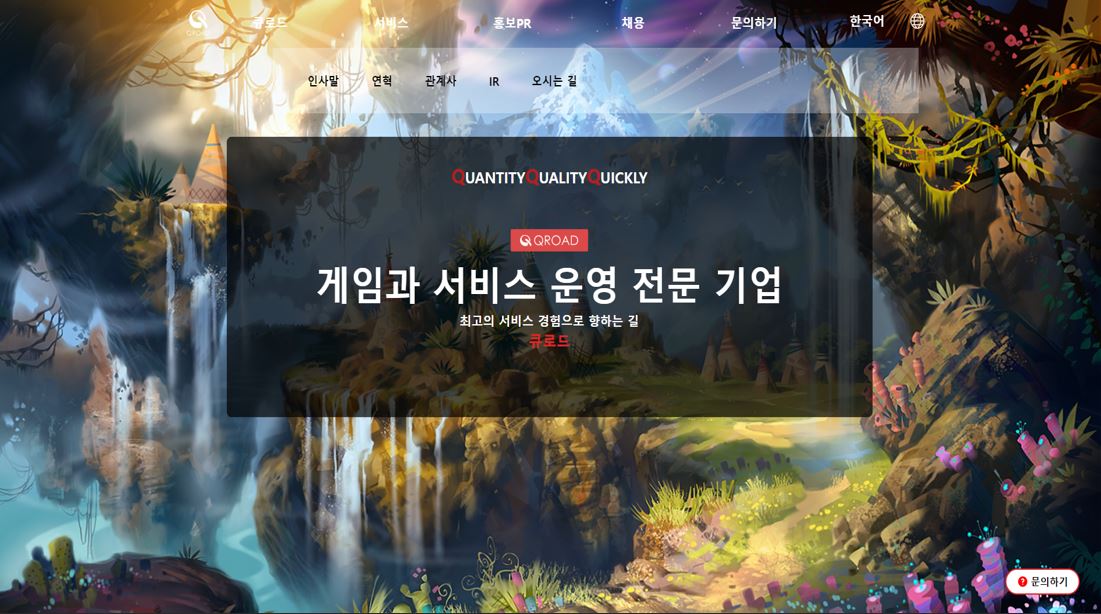 큐로드 서비스 홍보PR 채용 문의하기 한국어
QROAD
인사말 연혁 관계사 IR 오시는 길
QUANTITYQUALITYQUICKLY
QROAD
게임과 서비스 운영 전문 기업
최고의 서비스 경험으로 향하는 길
큐로드
? 문의하기